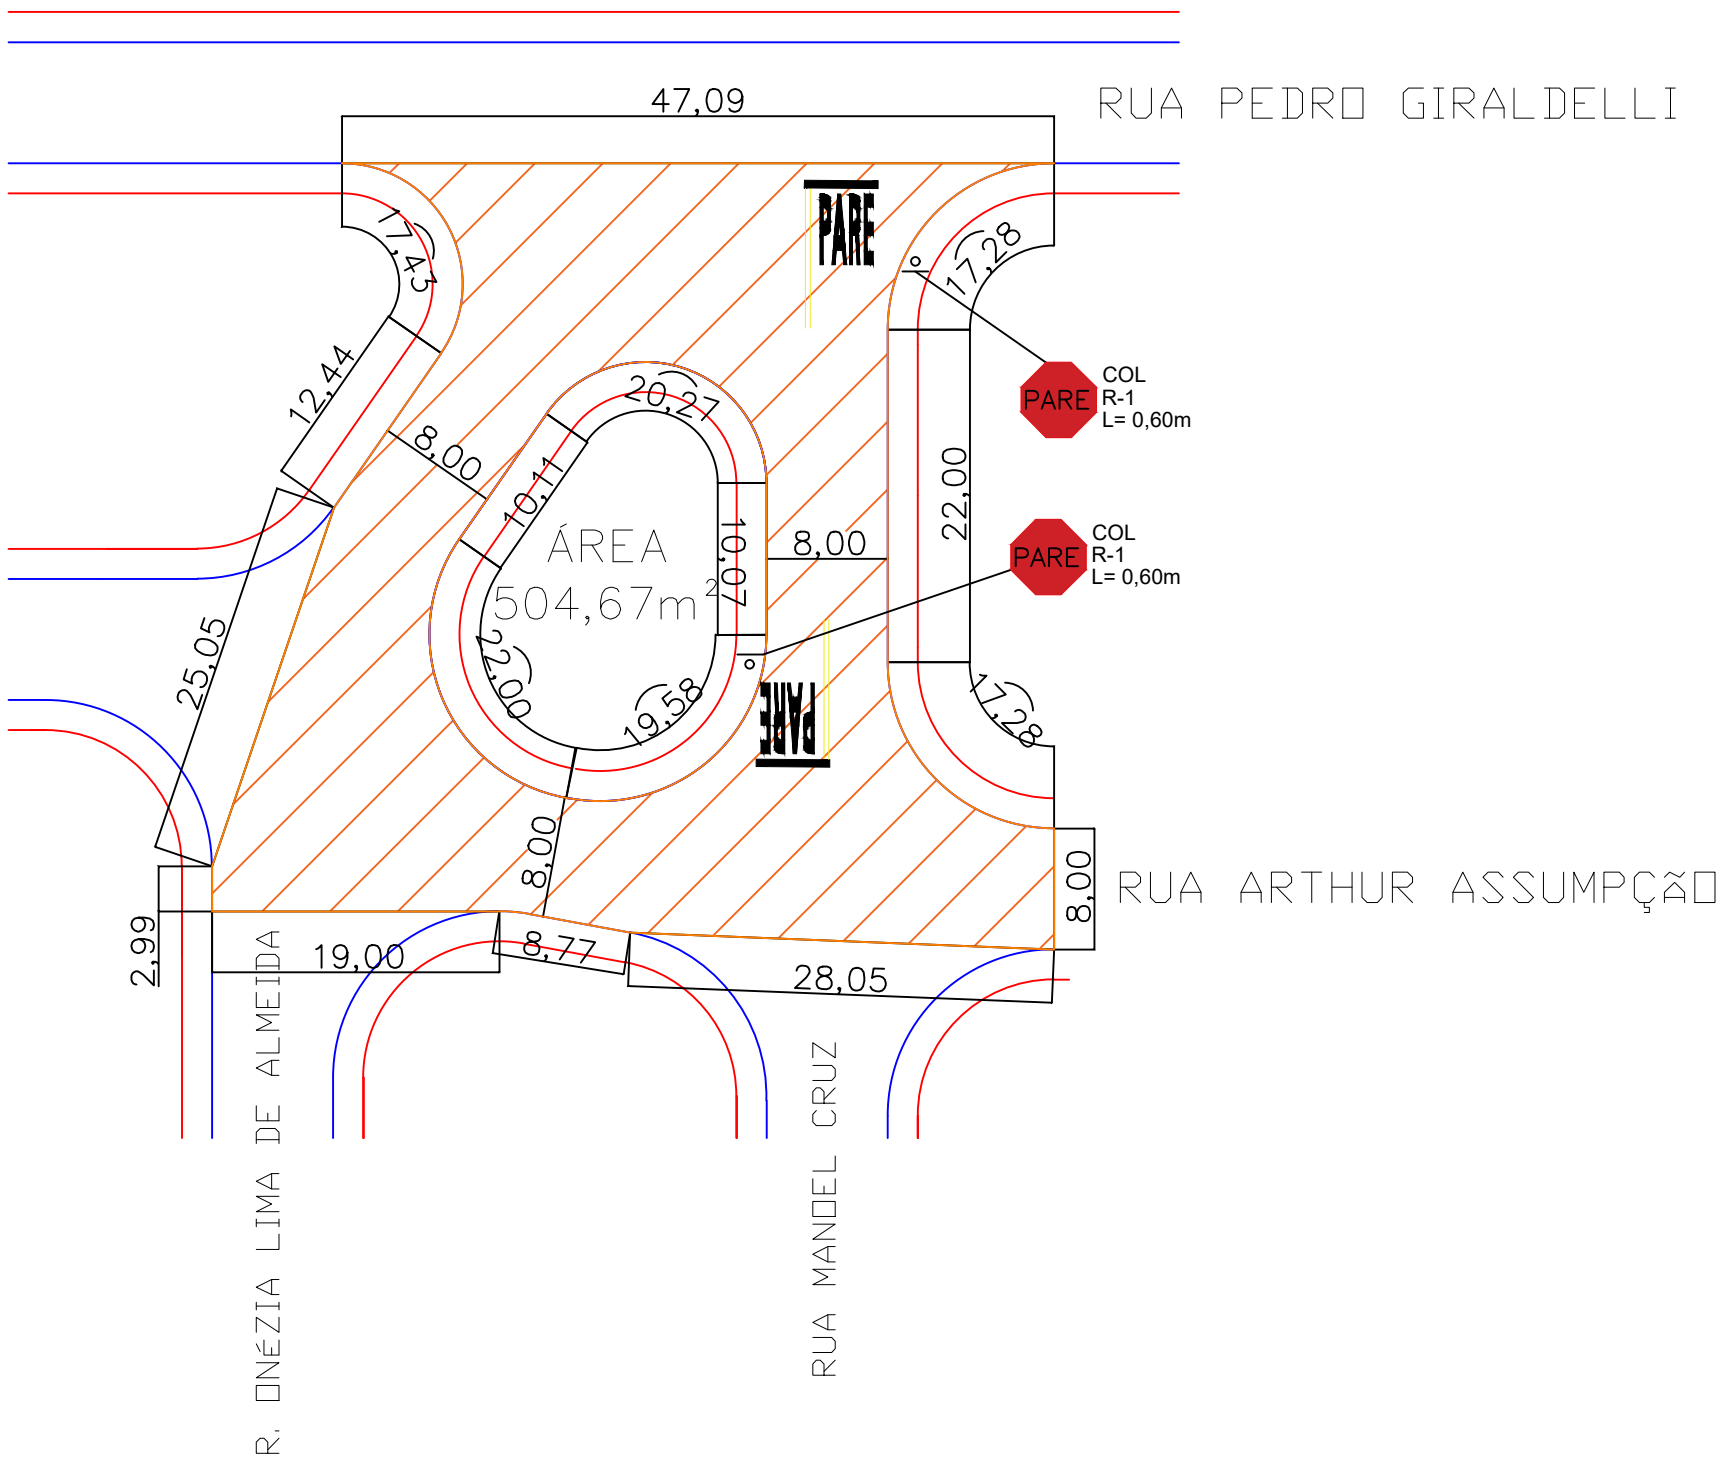 47,09
RUA PEDRO GIRALDELLI
PARE
17,43
17,28
12,44
20,27
8,00
PARE
COL
R-1
L= 0,60m
10,11
22,00
ÁREA
504,67m²
10,07
8,00
PARE
COL
R-1
L= 0,60m
25,05
22,00
19,58
PARE
17,28
8,00
8,00
RUA ARTHUR ASSUMPÇÃO
2,99
19,00
8,77
28,05
R. ONÉZIA LIMA DE ALMEIDA
RUA MANOEL CRUZ